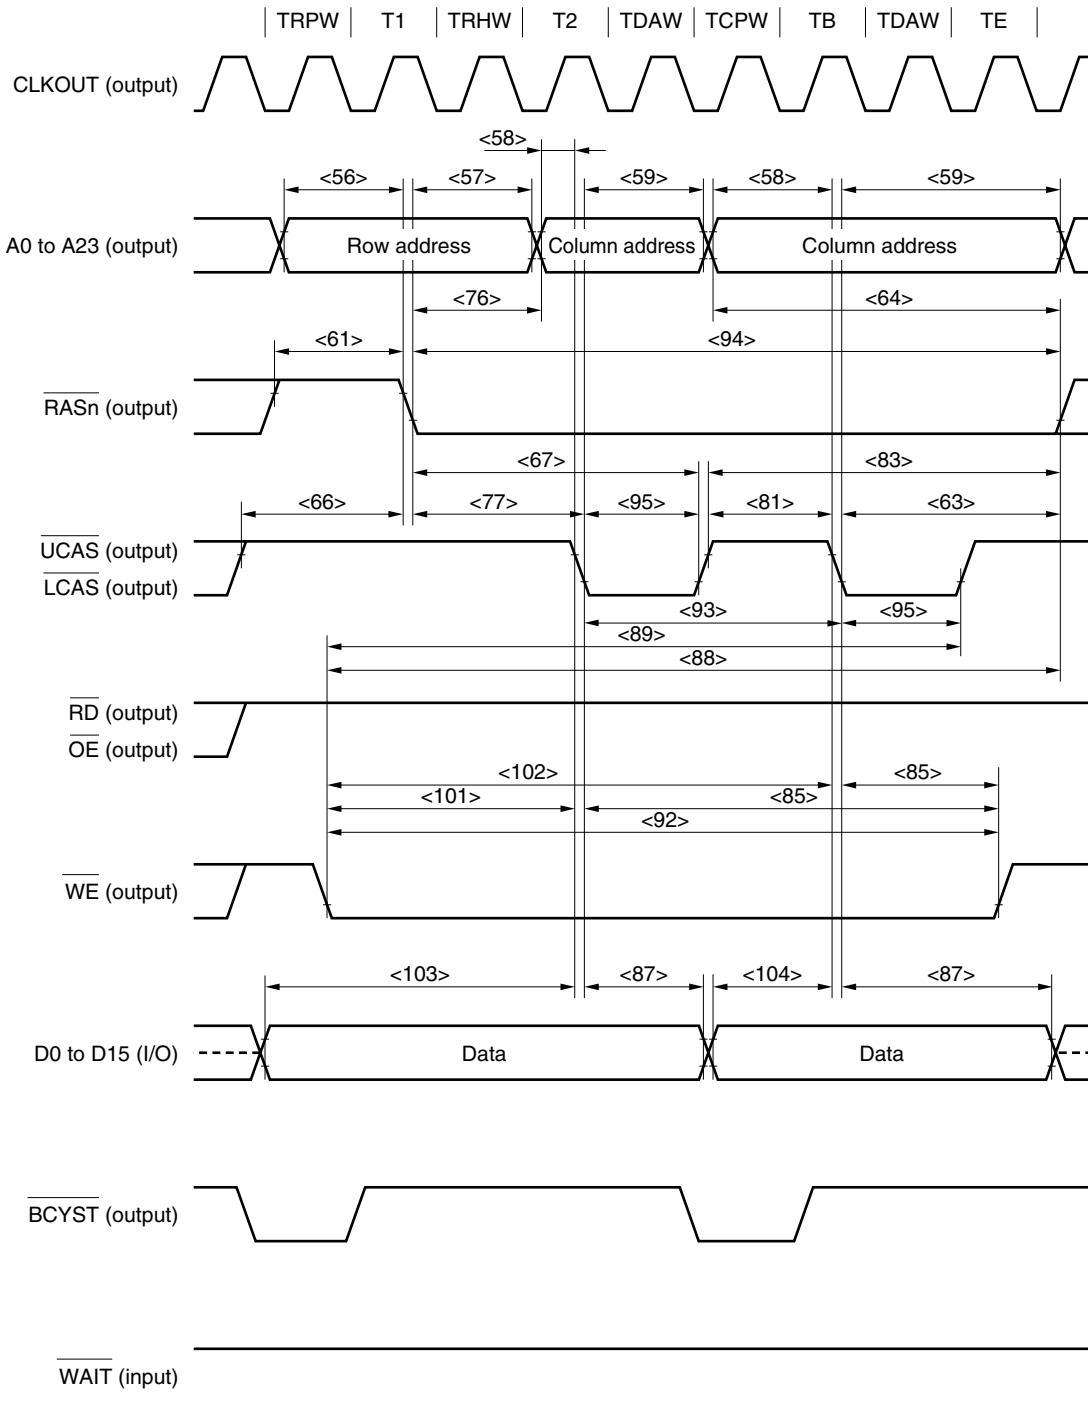 TRPW T1 TRHW T2 TDAW TCPW TB TDAW TE
CLKOUT (output)
<58>
<56> <57> <59> <58> <59>
A0 to A23 (output) Row address Column address Column address
<76> <64>
<61> <94>
RASn (output)
<67> <83>
<66> <77> <95> <81> <63>
UCAS (output)
LCAS (output)
<93> <95>
<89>
<88>
RD (output)
OE (output)
<102> <85>
<101> <85>
<92>
WE (output)
<103> <87> <104> <87>
D0 to D15 (I/O) Data Data
BCYST (output)
WAIT (input)